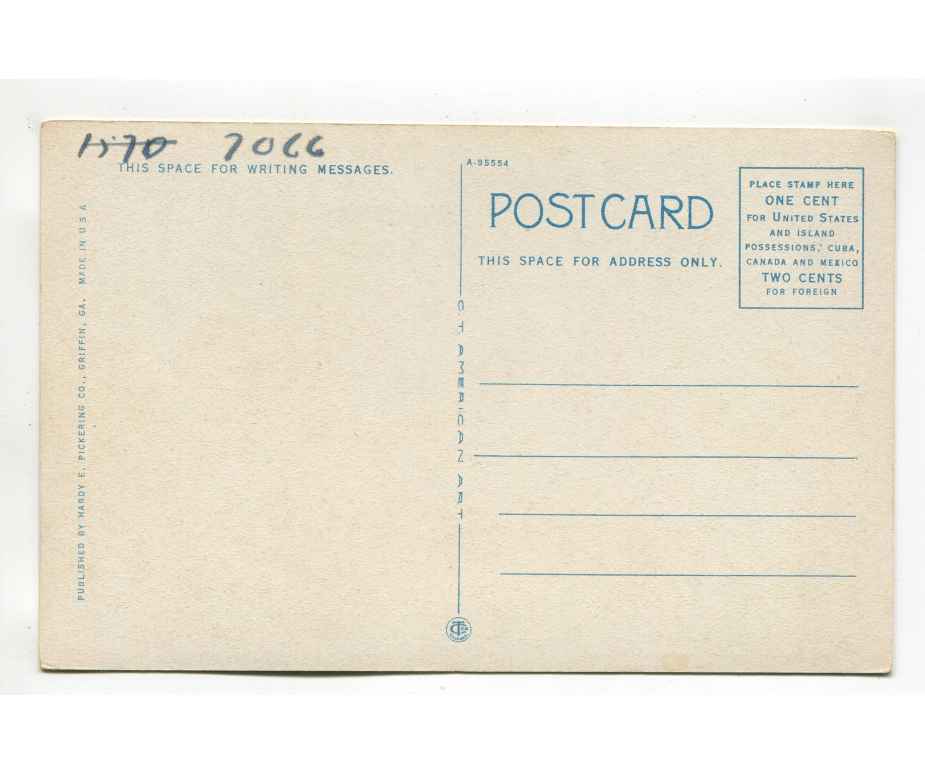 1570 7066
THIS SPACE FOR WRITING MESSAGES.
PUBLISHED BY HARDY E. PICKERING CO., GRIFFIN, GA. MADE IN U S A
A-95554
C. T. AMERICAN ART
POST CARD
THIS SPACE FOR ADDRESS ONLY.
PLACE STAMP HERE
ONE CENT
FOR UNITED STATES
AND ISLAND
POSSESSIONS, CUBA,
CANADA AND MEXICO
TWO CENTS
FOR FOREIGN